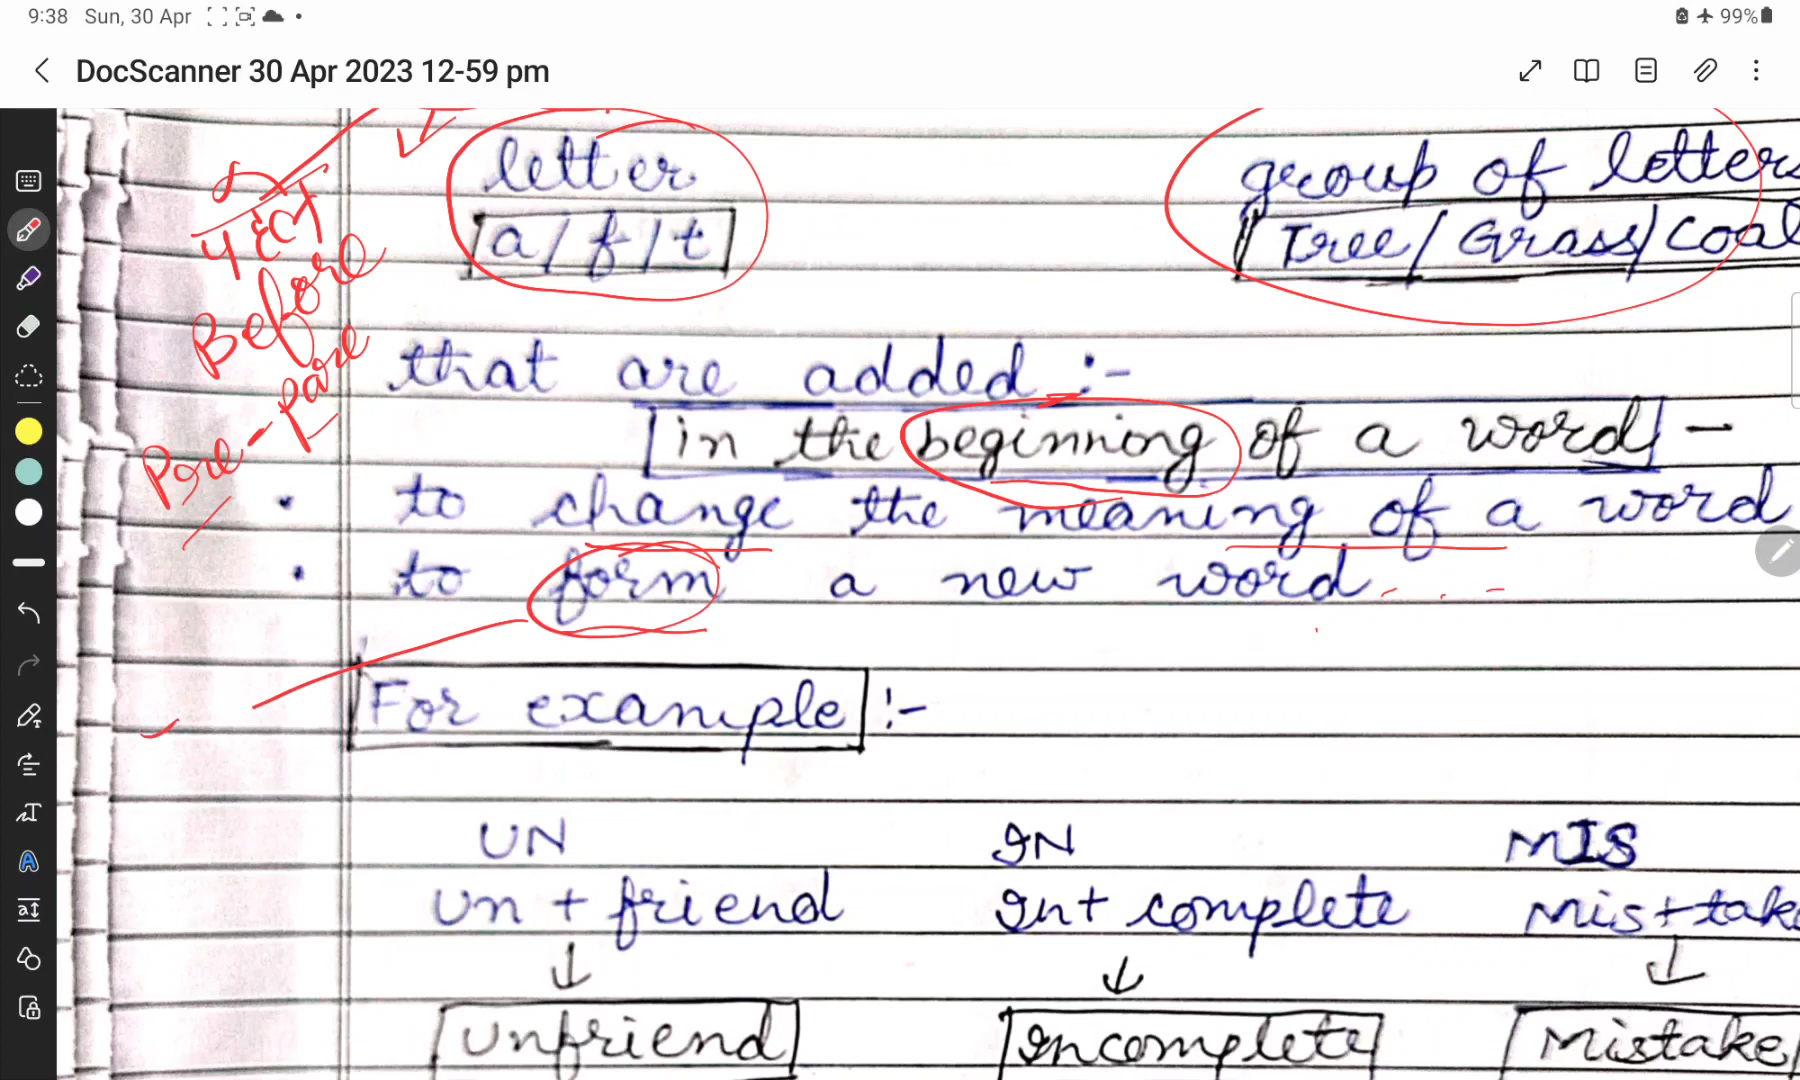 9:38 Sun, 30 Apr
99%
DocScanner 30 Apr 2023 12-59 pm
letter
group of letters
a/f/t
Tree/Grass/Coal
Before
Pre-Pare
that are added :-
in the beginning of a word -
to change the meaning of a word
to form a new word
For example :-
UN IN MIS
Un + friend In + complete Mis + take
↓ ↓ ↓
Unfriend Incomplete Mistake